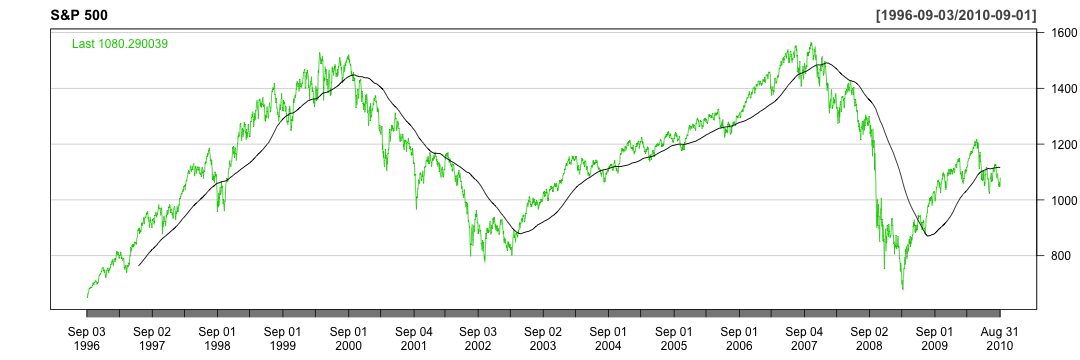 S&P 500 [1996-09-03/2010-09-01]
Last 1080.290039
1600
1400
1200
1000
800
Sep 03 Sep 02 Sep 01 Sep 01 Sep 01 Sep 04 Sep 03 Sep 02 Sep 01 Sep 01 Sep 01 Sep 04 Sep 02 Sep 01 Aug 31
1996 1997 1998 1999 2000 2001 2002 2003 2004 2005 2006 2007 2008 2009 2010